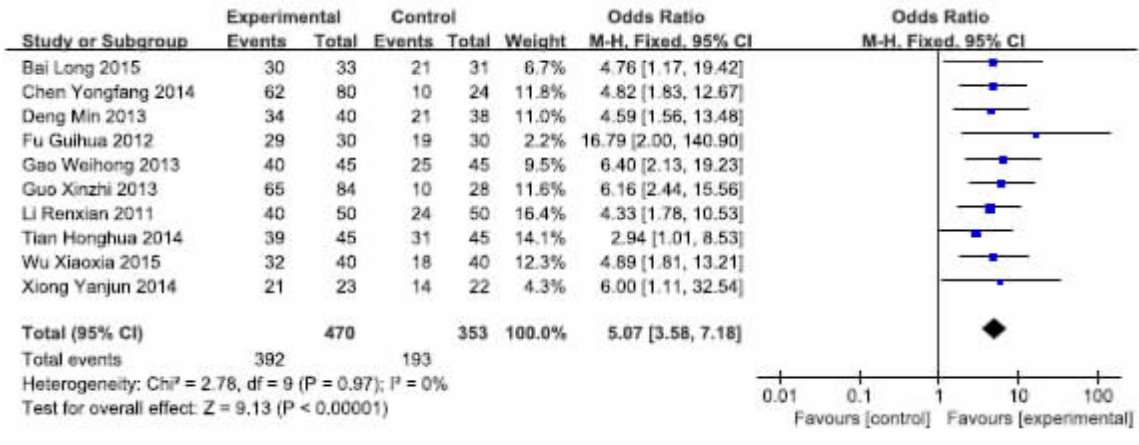 Experimental Control Odds Ratio Odds Ratio
Study or Subgroup Events Total Events Total Weight M-H, Fixed, 95% CI M-H, Fixed, 95% CI
Bai Long 2015 30 33 21 31 6.7% 4.76 [1.17, 19.42]
Chen Yongfang 2014 62 80 10 24 11.8% 4.82 [1.83, 12.67]
Deng Min 2013 34 40 21 38 11.0% 4.59 [1.56, 13.48]
Fu Guihua 2012 29 30 19 30 2.2% 16.79 [2.00, 140.90]
Gao Weihong 2013 40 45 25 45 9.5% 6.40 [2.13, 19.23]
Guo Xinzhi 2013 65 84 10 28 11.6% 6.16 [2.44, 15.56]
Li Renxian 2011 40 50 24 50 16.4% 4.33 [1.78, 10.53]
Tian Honghua 2014 39 45 31 45 14.1% 2.94 [1.01, 8.53]
Wu Xiaoxia 2015 32 40 18 40 12.3% 4.89 [1.81, 13.21]
Xiong Yanjun 2014 21 23 14 22 4.3% 6.00 [1.11, 32.54]
Total (95% CI) 470 353 100.0% 5.07 [3.58, 7.18]
Total events 392 193
Heterogeneity: Chi² = 2.78, df = 9 (P = 0.97); I² = 0%
Test for overall effect: Z = 9.13 (P < 0.00001)
0.01 0.1 1 10 100
Favours [control] Favours [experimental]